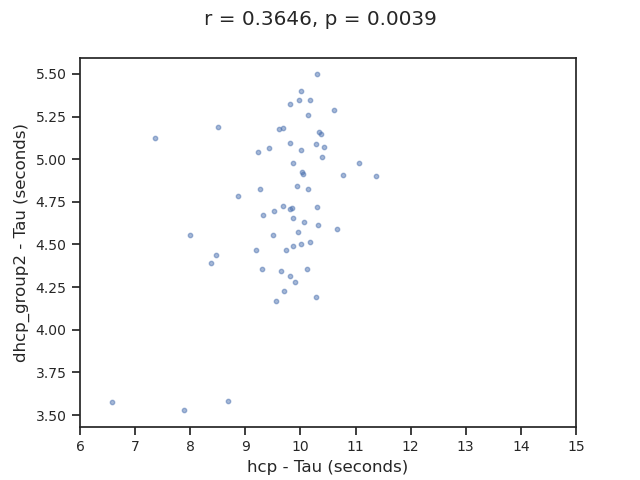 r = 0.3646, p = 0.0039
5.50
5.25
5.00
4.75
4.50
4.25
4.00
3.75
3.50
dhcp_group2 - Tau (seconds)
6 7 8 9 10 11 12 13 14 15
hcp - Tau (seconds)